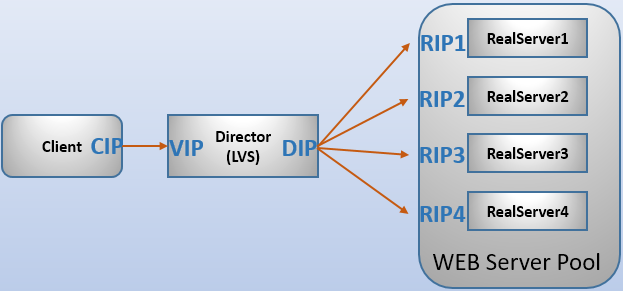 Client CIP
VIP Director (LVS) DIP
RIP1 RealServer1
RIP2 RealServer2
RIP3 RealServer3
RIP4 RealServer4
WEB Server Pool